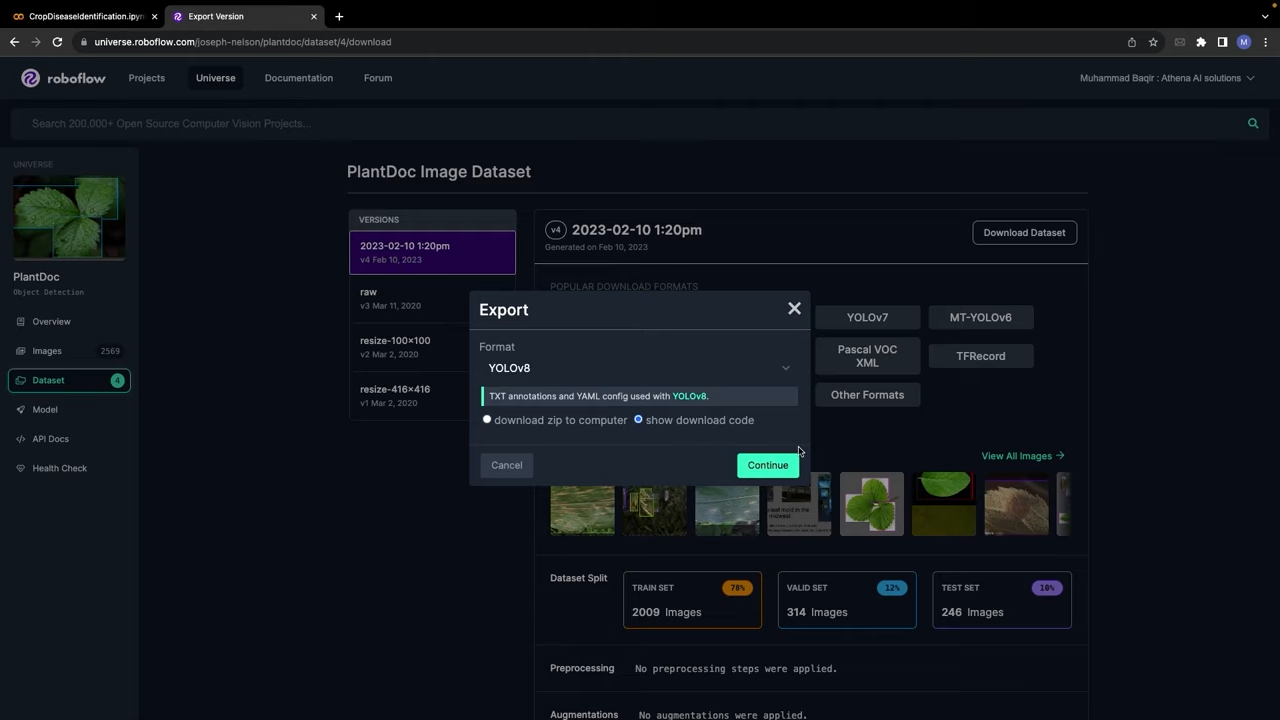 CropDiseaseIdentification.ipyn
Export Version
universe.roboflow.com/joseph-nelson/plantdoc/dataset/4/download
M
roboflow
Projects
Universe
Documentation
Forum
Muhammad Baqir : Athena AI solutions
Search 200,000+ Open Source Computer Vision Projects...
UNIVERSE
PlantDoc
Object Detection
Overview
Images 2569
Dataset 4
Model
API Docs
Health Check
PlantDoc Image Dataset
VERSIONS
2023-02-10 1:20pm
v4 Feb 10, 2023
raw
v3 Mar 11, 2020
resize-100×100
v2 Mar 2, 2020
resize-416×416
v1 Mar 2, 2020
v4 2023-02-10 1:20pm
Generated on Feb 10, 2023
Download Dataset
POPULAR DOWNLOAD FORMATS
YOLOv7
MT-YOLOv6
Pascal VOC
XML
TFRecord
Other Formats
Export
Format
YOLOv8
TXT annotations and YAML config used with YOLOv8.
download zip to computer
show download code
Cancel
Continue
View All Images →
Dataset Split
TRAIN SET 78%
2009 Images
VALID SET 12%
314 Images
TEST SET 10%
246 Images
Preprocessing
No preprocessing steps were applied.
Augmentations
No augmentations were applied.